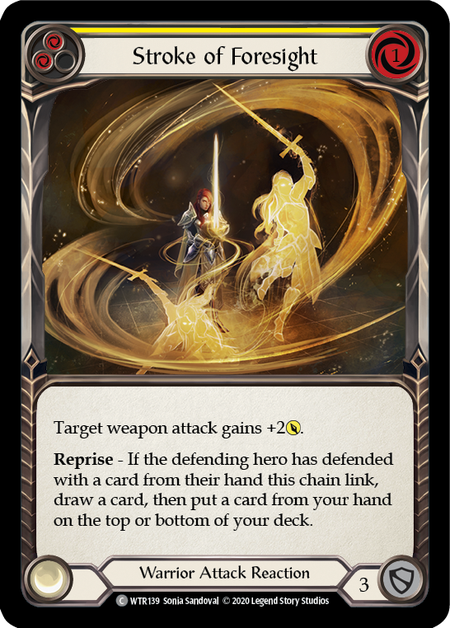 Stroke of Foresight
1
Target weapon attack gains +2.
Reprise - If the defending hero has defended
with a card from their hand this chain link,
draw a card, then put a card from your hand
on the top or bottom of your deck.
Warrior Attack Reaction
3
C WTR139 Sonia Sandoval © 2020 Legend Story Studios